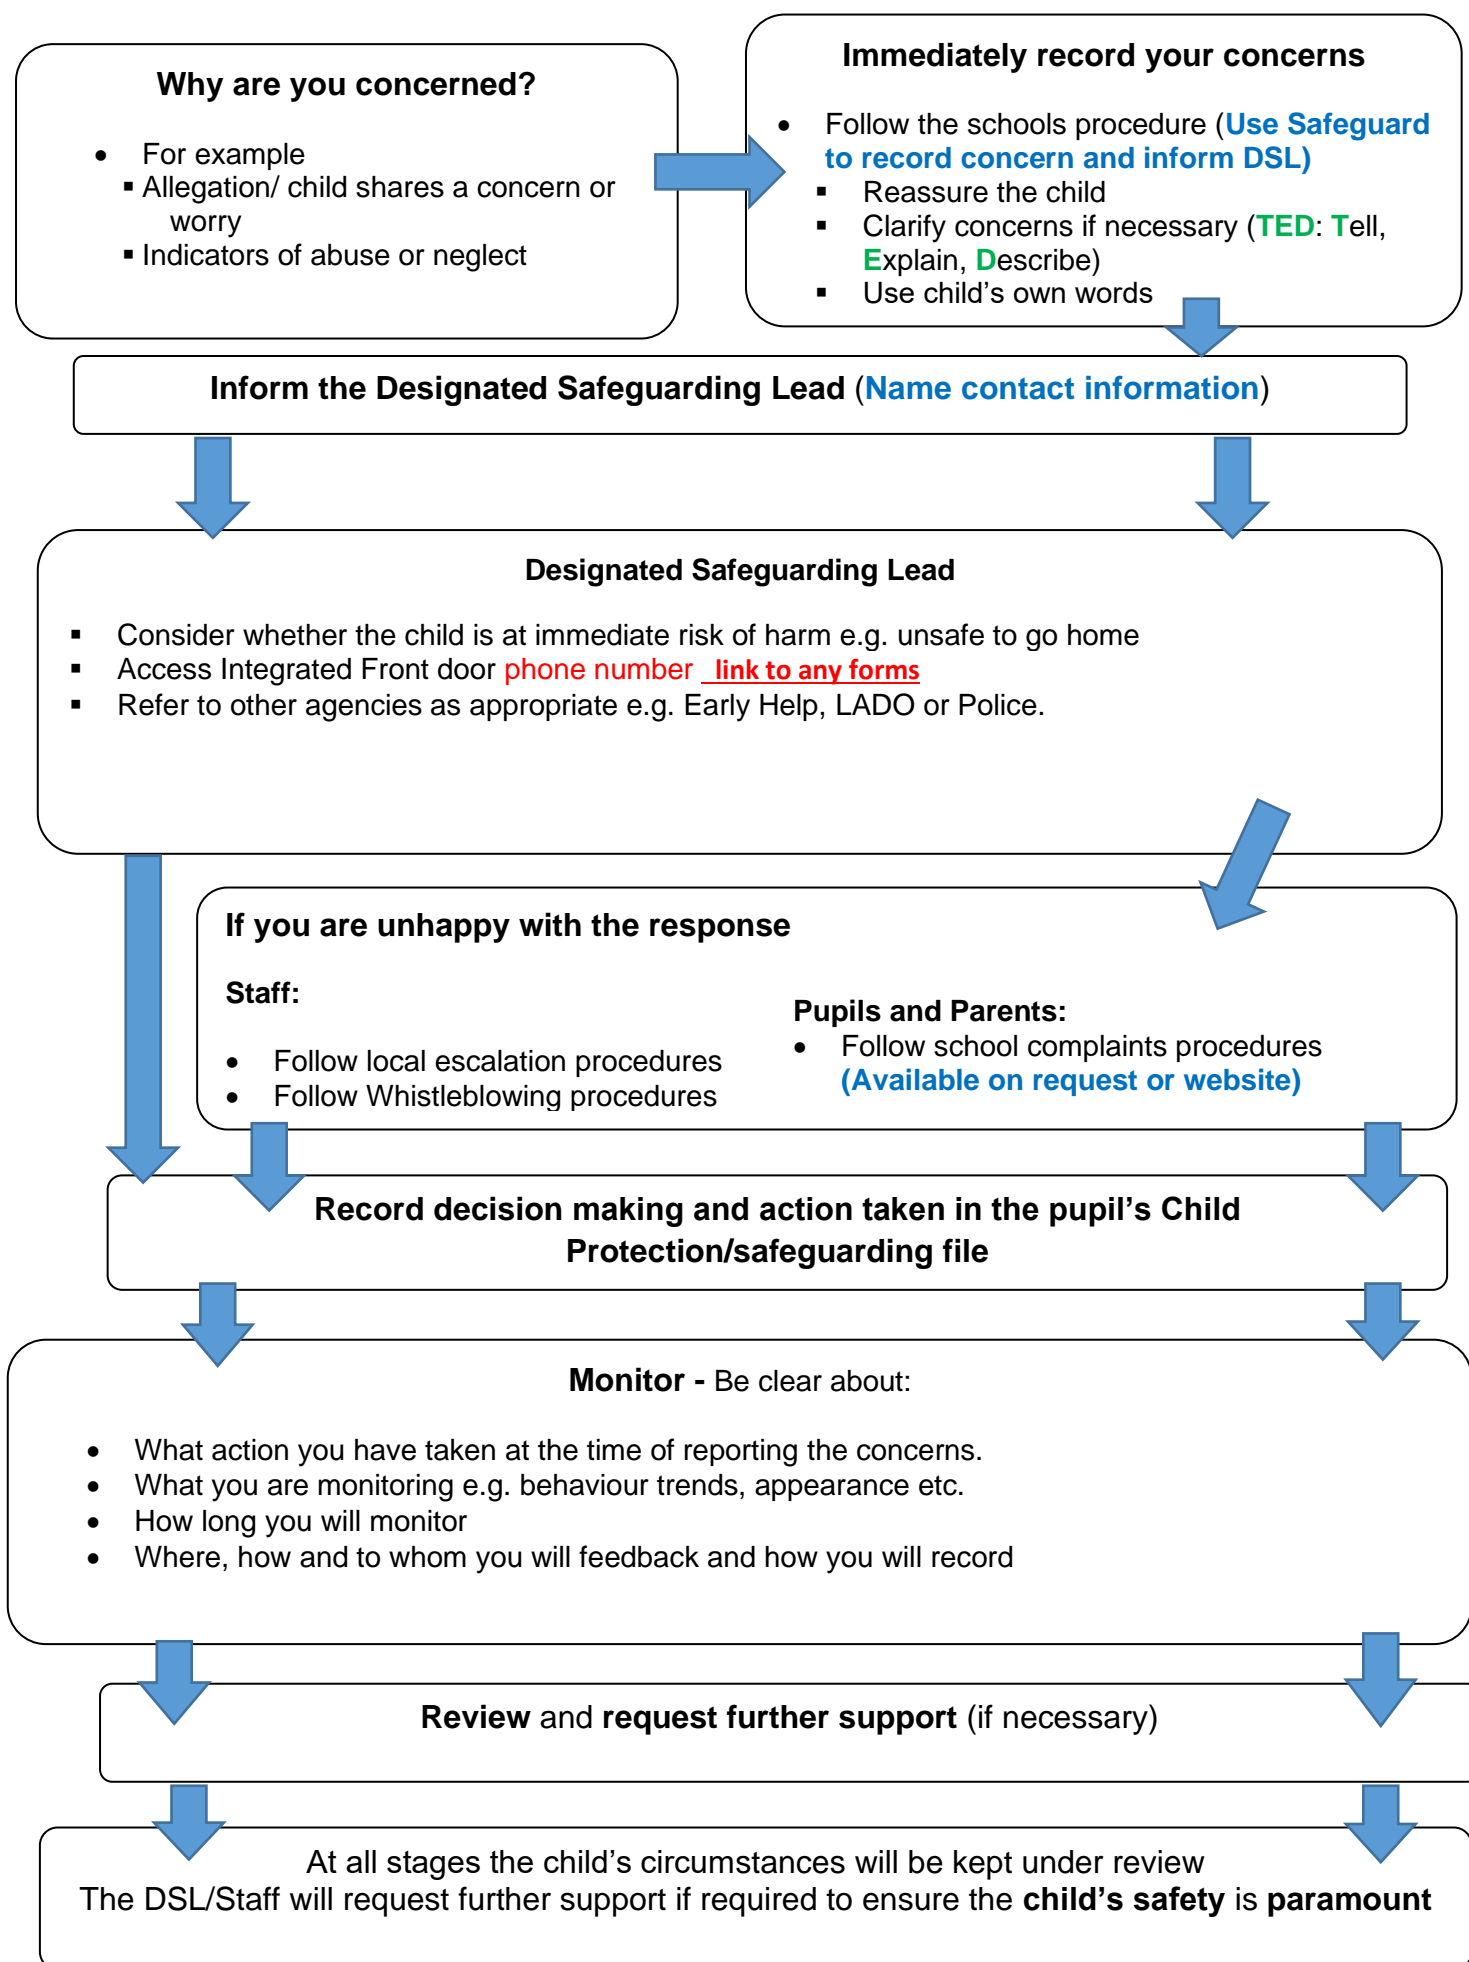 Why are you concerned?
• For example
▪ Allegation/ child shares a concern or
worry
▪ Indicators of abuse or neglect
Immediately record your concerns
• Follow the schools procedure (Use Safeguard
to record concern and inform DSL)
▪ Reassure the child
▪ Clarify concerns if necessary (TED: Tell,
Explain, Describe)
▪ Use child’s own words
Inform the Designated Safeguarding Lead (Name contact information)
Designated Safeguarding Lead
▪ Consider whether the child is at immediate risk of harm e.g. unsafe to go home
▪ Access Integrated Front door phone number link to any forms
▪ Refer to other agencies as appropriate e.g. Early Help, LADO or Police.
If you are unhappy with the response
Staff:
• Follow local escalation procedures
• Follow Whistleblowing procedures
Pupils and Parents:
• Follow school complaints procedures
(Available on request or website)
Record decision making and action taken in the pupil’s Child
Protection/safeguarding file
Monitor - Be clear about:
• What action you have taken at the time of reporting the concerns.
• What you are monitoring e.g. behaviour trends, appearance etc.
• How long you will monitor
• Where, how and to whom you will feedback and how you will record
Review and request further support (if necessary)
At all stages the child’s circumstances will be kept under review
The DSL/Staff will request further support if required to ensure the child’s safety is paramount